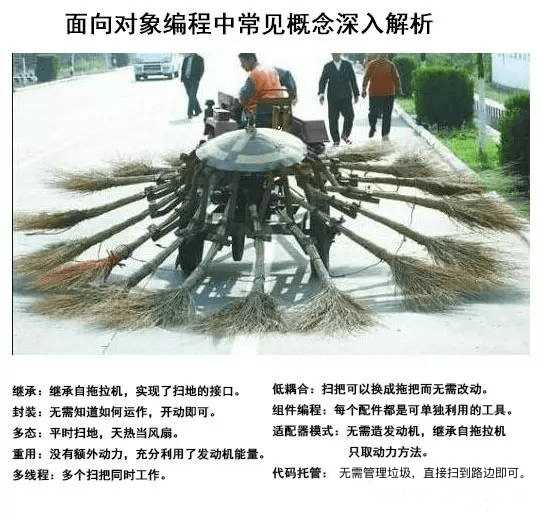 面向对象编程中常见概念深入解析
继承：继承自拖拉机，实现了扫地的接口。
封装：无需知道如何运作，开动即可。
多态：平时扫地，天热当风扇。
重用：没有额外动力，充分利用了发动机能量。
多线程：多个扫把同时工作。
低耦合：扫把可以换成拖把而无需改动。
组件编程：每个配件都是可单独利用的工具。
适配器模式：无需造发动机，继承自拖拉机
只取动力方法。
代码托管： 无需管理垃圾，直接扫到路边即可。